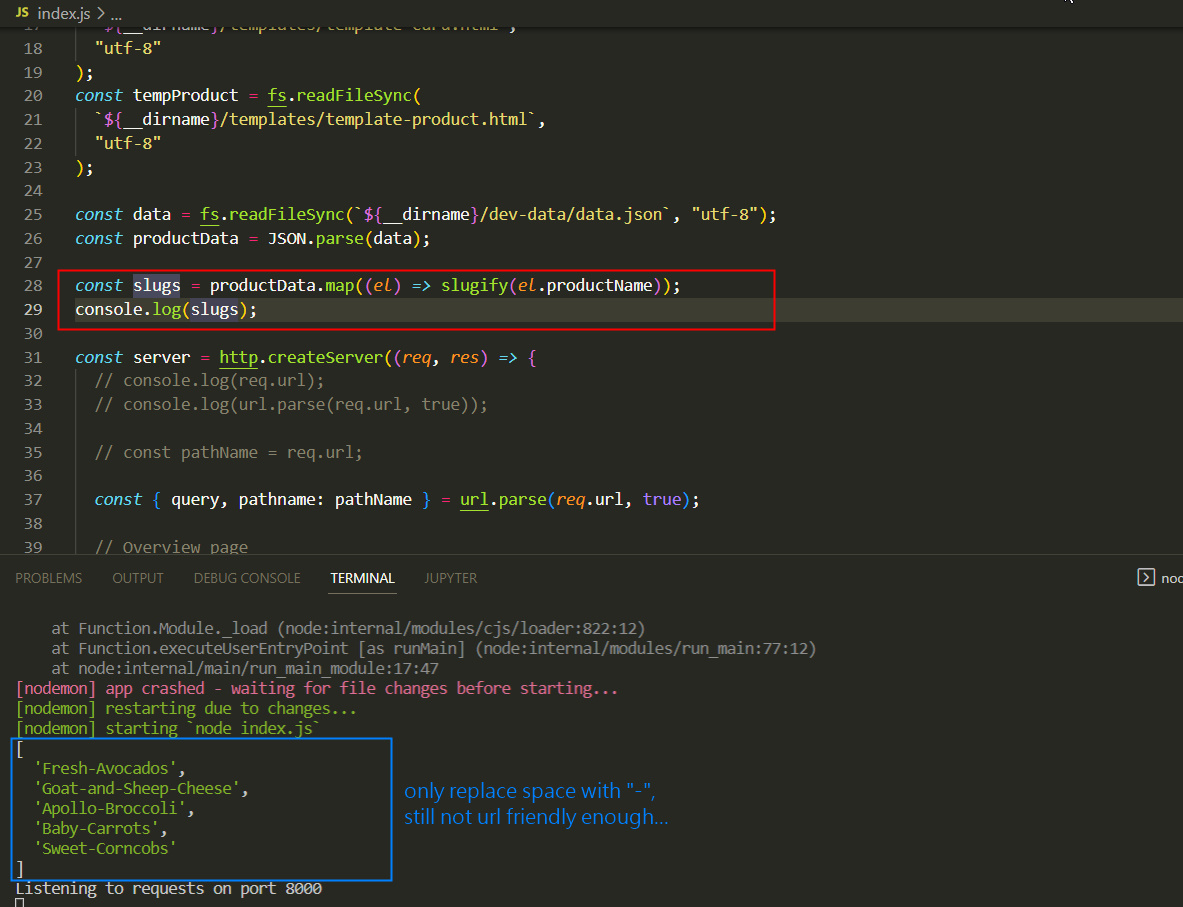 JS index.js > ...
17 `${__dirname}/templates/template-card.html`,
18 "utf-8"
19 );
20 const tempProduct = fs.readFileSync(
21 `${__dirname}/templates/template-product.html`,
22 "utf-8"
23 );
24
25 const data = fs.readFileSync(`${__dirname}/dev-data/data.json`, "utf-8");
26 const productData = JSON.parse(data);
27
28 const slugs = productData.map((el) => slugify(el.productName));
29 console.log(slugs);
30
31 const server = http.createServer((req, res) => {
32 // console.log(req.url);
33 // console.log(url.parse(req.url, true));
34
35 // const pathName = req.url;
36
37 const { query, pathname: pathName } = url.parse(req.url, true);
38
39 // Overview page
PROBLEMS OUTPUT DEBUG CONSOLE TERMINAL JUPYTER nod
at Function.Module._load (node:internal/modules/cjs/loader:822:12)
at Function.executeUserEntryPoint [as runMain] (node:internal/modules/run_main:77:12)
at node:internal/main/run_main_module:17:47
[nodemon] app crashed - waiting for file changes before starting...
[nodemon] restarting due to changes...
[nodemon] starting `node index.js`
[
'Fresh-Avocados',
'Goat-and-Sheep-Cheese',
'Apollo-Broccoli',
'Baby-Carrots',
'Sweet-Corncobs'
]
only replace space with "-",
still not url friendly enough...
Listening to requests on port 8000